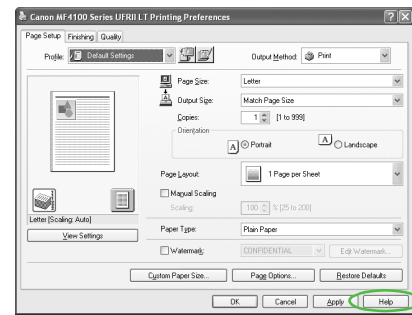 Canon MF4100 Series UFRII LT Printing Preferences
Page Setup Finishing Quality
Profile: Default Settings Output Method: Print
Page Size: Letter
Output Size: Match Page Size
Copies: 1 [1 to 999]
Orientation
A Portrait A Landscape
Page Layout: 1 Page per Sheet
Manual Scaling
Scaling: 100 % [25 to 200]
Letter [Scaling: Auto]
View Settings
Paper Type: Plain Paper
Watermark: CONFIDENTIAL Edit Watermark...
Custom Paper Size... Page Options... Restore Defaults
OK Cancel Apply Help